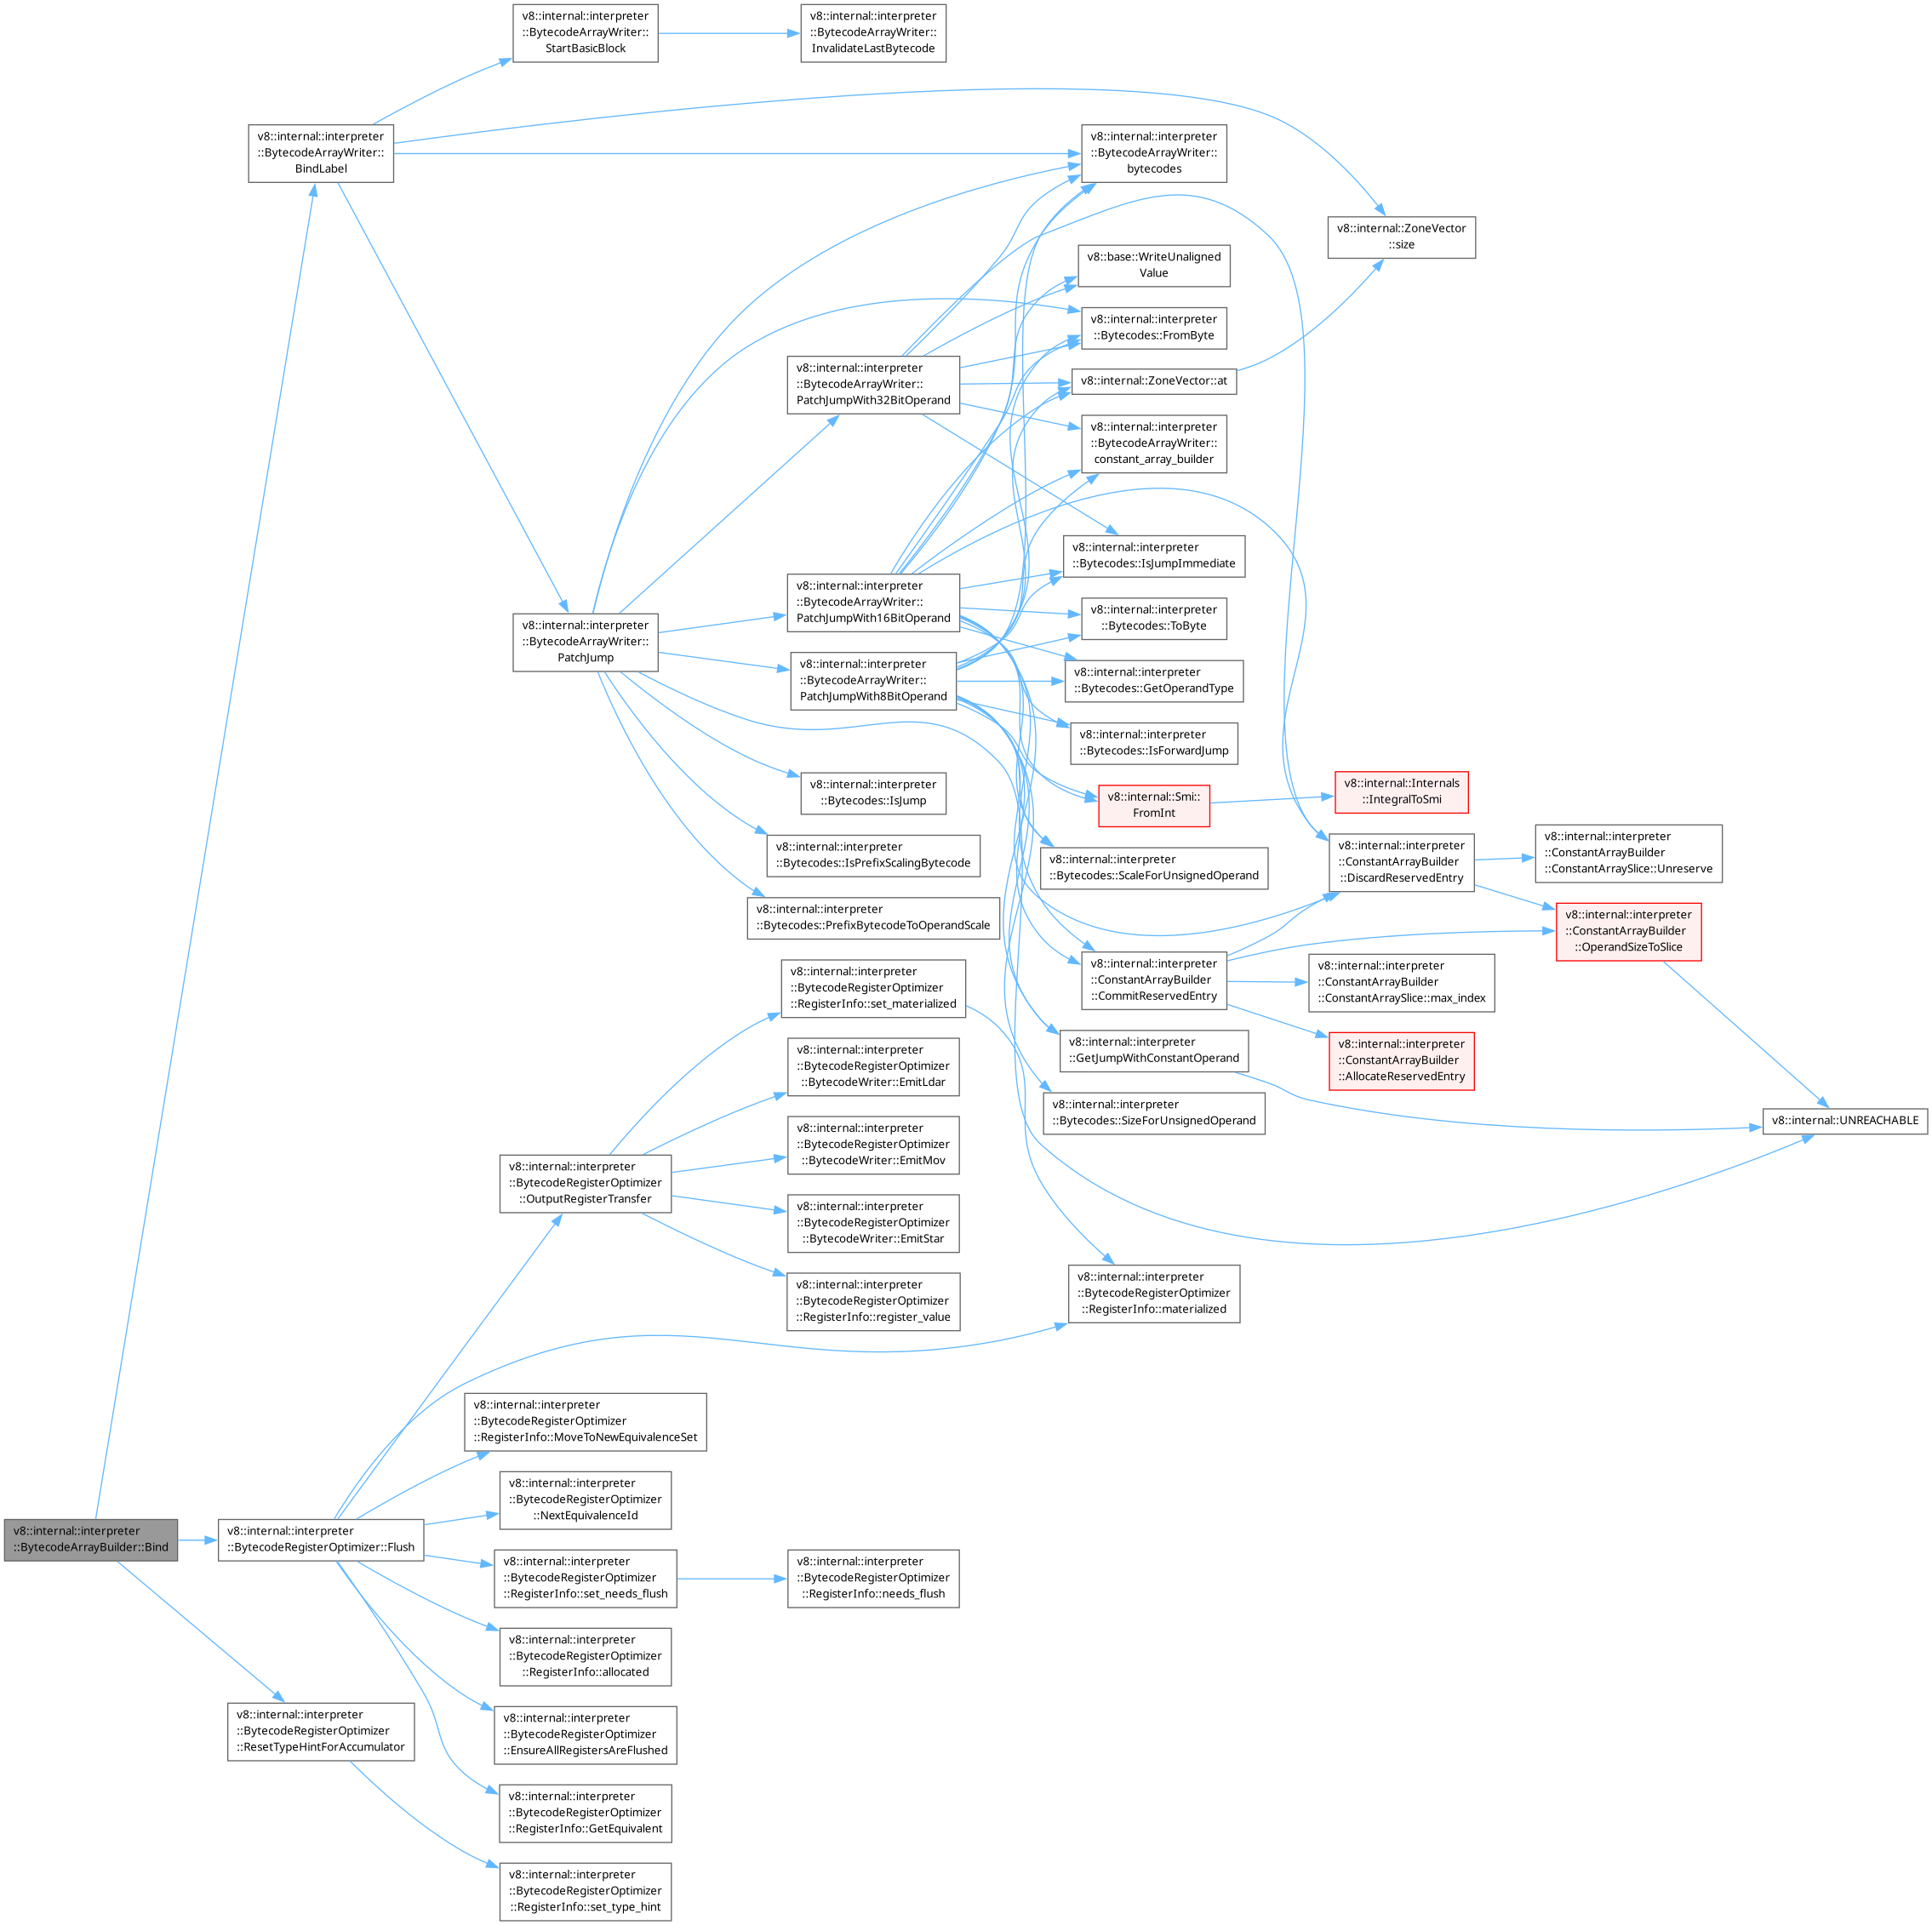 v8::internal::interpreter
::BytecodeArrayWriter::
StartBasicBlock
v8::internal::interpreter
::BytecodeArrayWriter::
InvalidateLastBytecode
v8::internal::interpreter
::BytecodeArrayWriter::
BindLabel
v8::internal::interpreter
::BytecodeArrayWriter::
bytecodes
v8::internal::ZoneVector
::size
v8::base::WriteUnaligned
Value
v8::internal::interpreter
::Bytecodes::FromByte
v8::internal::interpreter
::BytecodeArrayWriter::
PatchJumpWith32BitOperand
v8::internal::ZoneVector::at
v8::internal::interpreter
::BytecodeArrayWriter::
constant_array_builder
v8::internal::interpreter
::Bytecodes::IsJumpImmediate
v8::internal::interpreter
::BytecodeArrayWriter::
PatchJumpWith16BitOperand
v8::internal::interpreter
::Bytecodes::ToByte
v8::internal::interpreter
::BytecodeArrayWriter::
PatchJump
v8::internal::interpreter
::BytecodeArrayWriter::
PatchJumpWith8BitOperand
v8::internal::interpreter
::Bytecodes::GetOperandType
v8::internal::interpreter
::Bytecodes::IsForwardJump
v8::internal::interpreter
::Bytecodes::IsJump
v8::internal::Smi::
FromInt
v8::internal::Internals
::IntegralToSmi
v8::internal::interpreter
::Bytecodes::IsPrefixScalingBytecode
v8::internal::interpreter
::Bytecodes::ScaleForUnsignedOperand
v8::internal::interpreter
::ConstantArrayBuilder
::DiscardReservedEntry
v8::internal::interpreter
::ConstantArrayBuilder
::ConstantArraySlice::Unreserve
v8::internal::interpreter
::Bytecodes::PrefixBytecodeToOperandScale
v8::internal::interpreter
::ConstantArrayBuilder
::OperandSizeToSlice
v8::internal::interpreter
::BytecodeRegisterOptimizer
::RegisterInfo::set_materialized
v8::internal::interpreter
::ConstantArrayBuilder
::CommitReservedEntry
v8::internal::interpreter
::ConstantArrayBuilder
::ConstantArraySlice::max_index
v8::internal::interpreter
::BytecodeRegisterOptimizer
::BytecodeWriter::EmitLdar
v8::internal::interpreter
::GetJumpWithConstantOperand
v8::internal::interpreter
::ConstantArrayBuilder
::AllocateReservedEntry
v8::internal::interpreter
::Bytecodes::SizeForUnsignedOperand
v8::internal::UNREACHABLE
v8::internal::interpreter
::BytecodeRegisterOptimizer
::BytecodeWriter::EmitMov
v8::internal::interpreter
::BytecodeRegisterOptimizer
::OutputRegisterTransfer
v8::internal::interpreter
::BytecodeRegisterOptimizer
::BytecodeWriter::EmitStar
v8::internal::interpreter
::BytecodeRegisterOptimizer
::RegisterInfo::register_value
v8::internal::interpreter
::BytecodeRegisterOptimizer
::RegisterInfo::materialized
v8::internal::interpreter
::BytecodeRegisterOptimizer
::RegisterInfo::MoveToNewEquivalenceSet
v8::internal::interpreter
::BytecodeRegisterOptimizer
::NextEquivalenceId
v8::internal::interpreter
::BytecodeArrayBuilder::Bind
v8::internal::interpreter
::BytecodeRegisterOptimizer::Flush
v8::internal::interpreter
::BytecodeRegisterOptimizer
::RegisterInfo::set_needs_flush
v8::internal::interpreter
::BytecodeRegisterOptimizer
::RegisterInfo::needs_flush
v8::internal::interpreter
::BytecodeRegisterOptimizer
::RegisterInfo::allocated
v8::internal::interpreter
::BytecodeRegisterOptimizer
::ResetTypeHintForAccumulator
v8::internal::interpreter
::BytecodeRegisterOptimizer
::EnsureAllRegistersAreFlushed
v8::internal::interpreter
::BytecodeRegisterOptimizer
::RegisterInfo::GetEquivalent
v8::internal::interpreter
::BytecodeRegisterOptimizer
::RegisterInfo::set_type_hint